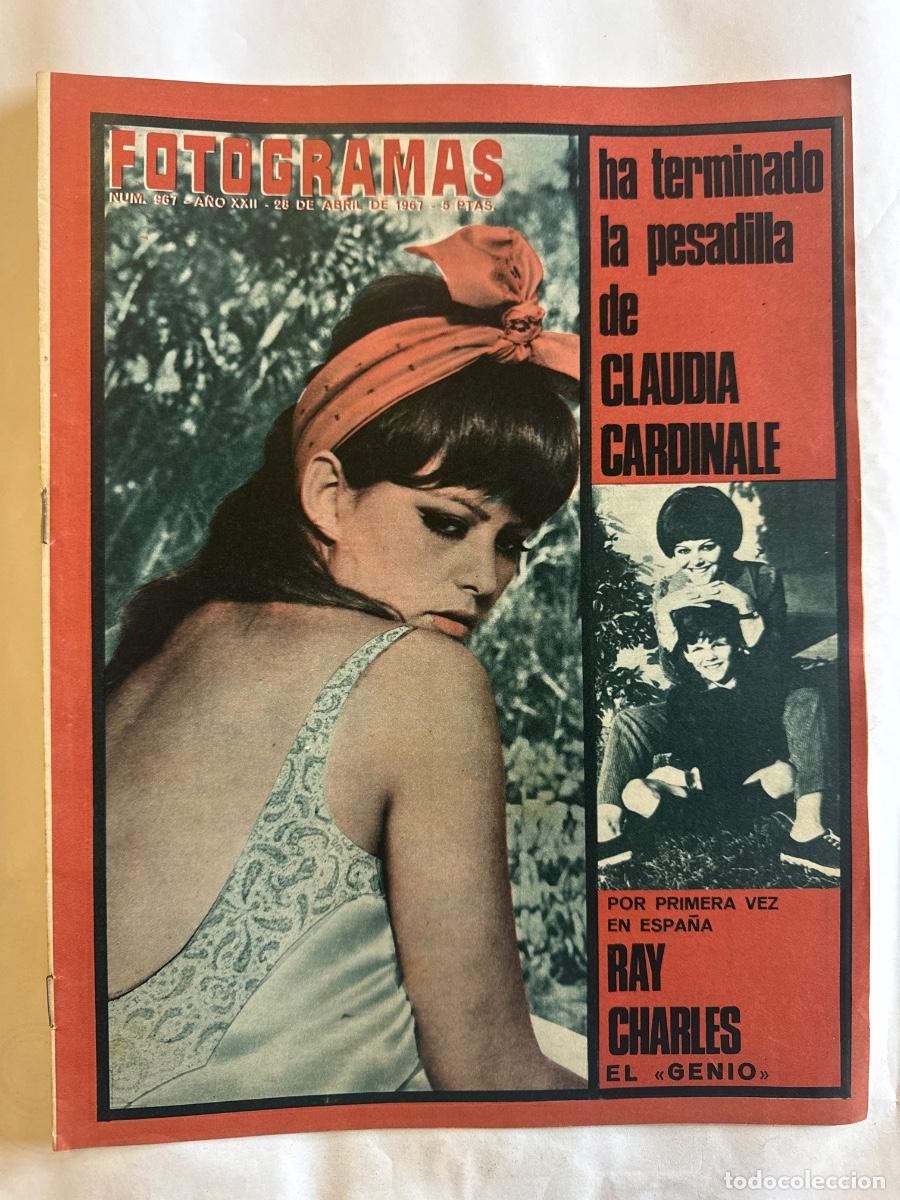 FOTOGRAMAS
NUM. 967 - AÑO XXII - 28 DE ABRIL DE 1967 - 5 PTAS.
ha terminado
la pesadilla
de
CLAUDIA
CARDINALE
POR PRIMERA VEZ
EN ESPAÑA
RAY
CHARLES
EL «GENIO»
todocoleccion